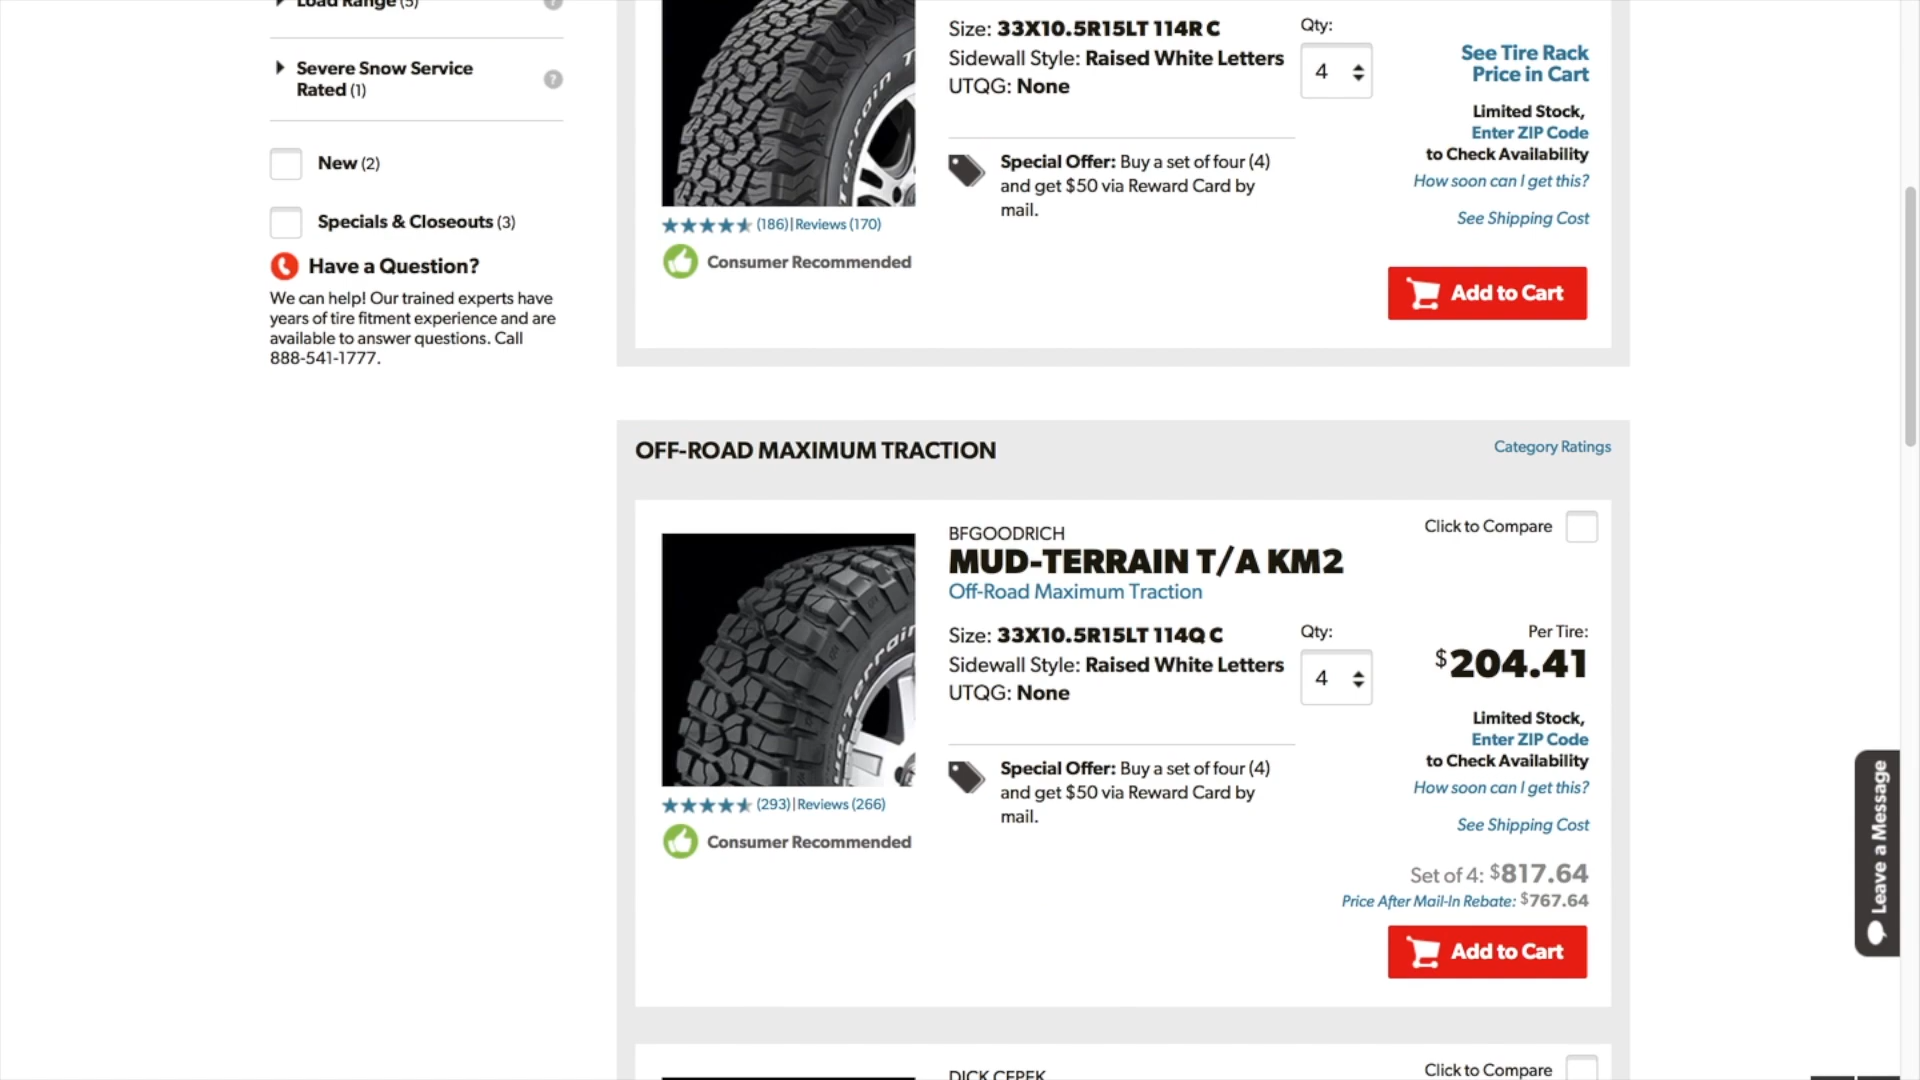 Load Range (5)
Severe Snow Service
Rated (1)
New (2)
Specials & Closeouts (3)
Have a Question?
We can help! Our trained experts have
years of tire fitment experience and are
available to answer questions. Call
888-541-1777.
Size: 33X10.5R15LT 114R C
Sidewall Style: Raised White Letters
UTQG: None
Qty:
4
See Tire Rack
Price in Cart
Limited Stock,
Enter ZIP Code
to Check Availability
How soon can I get this?
See Shipping Cost
Special Offer: Buy a set of four (4)
and get $50 via Reward Card by
mail.
(186)|Reviews (170)
Consumer Recommended
Add to Cart
OFF-ROAD MAXIMUM TRACTION
Category Ratings
Click to Compare
BFGOODRICH
MUD-TERRAIN T/A KM2
Off-Road Maximum Traction
Size: 33X10.5R15LT 114Q C
Sidewall Style: Raised White Letters
UTQG: None
Qty:
4
Per Tire:
$204.41
Limited Stock,
Enter ZIP Code
to Check Availability
How soon can I get this?
See Shipping Cost
Special Offer: Buy a set of four (4)
and get $50 via Reward Card by
mail.
(293)|Reviews (266)
Consumer Recommended
Set of 4: $817.64
Price After Mail-In Rebate: $767.64
Add to Cart
Leave a Message
DICK CEPEK
Click to Compare